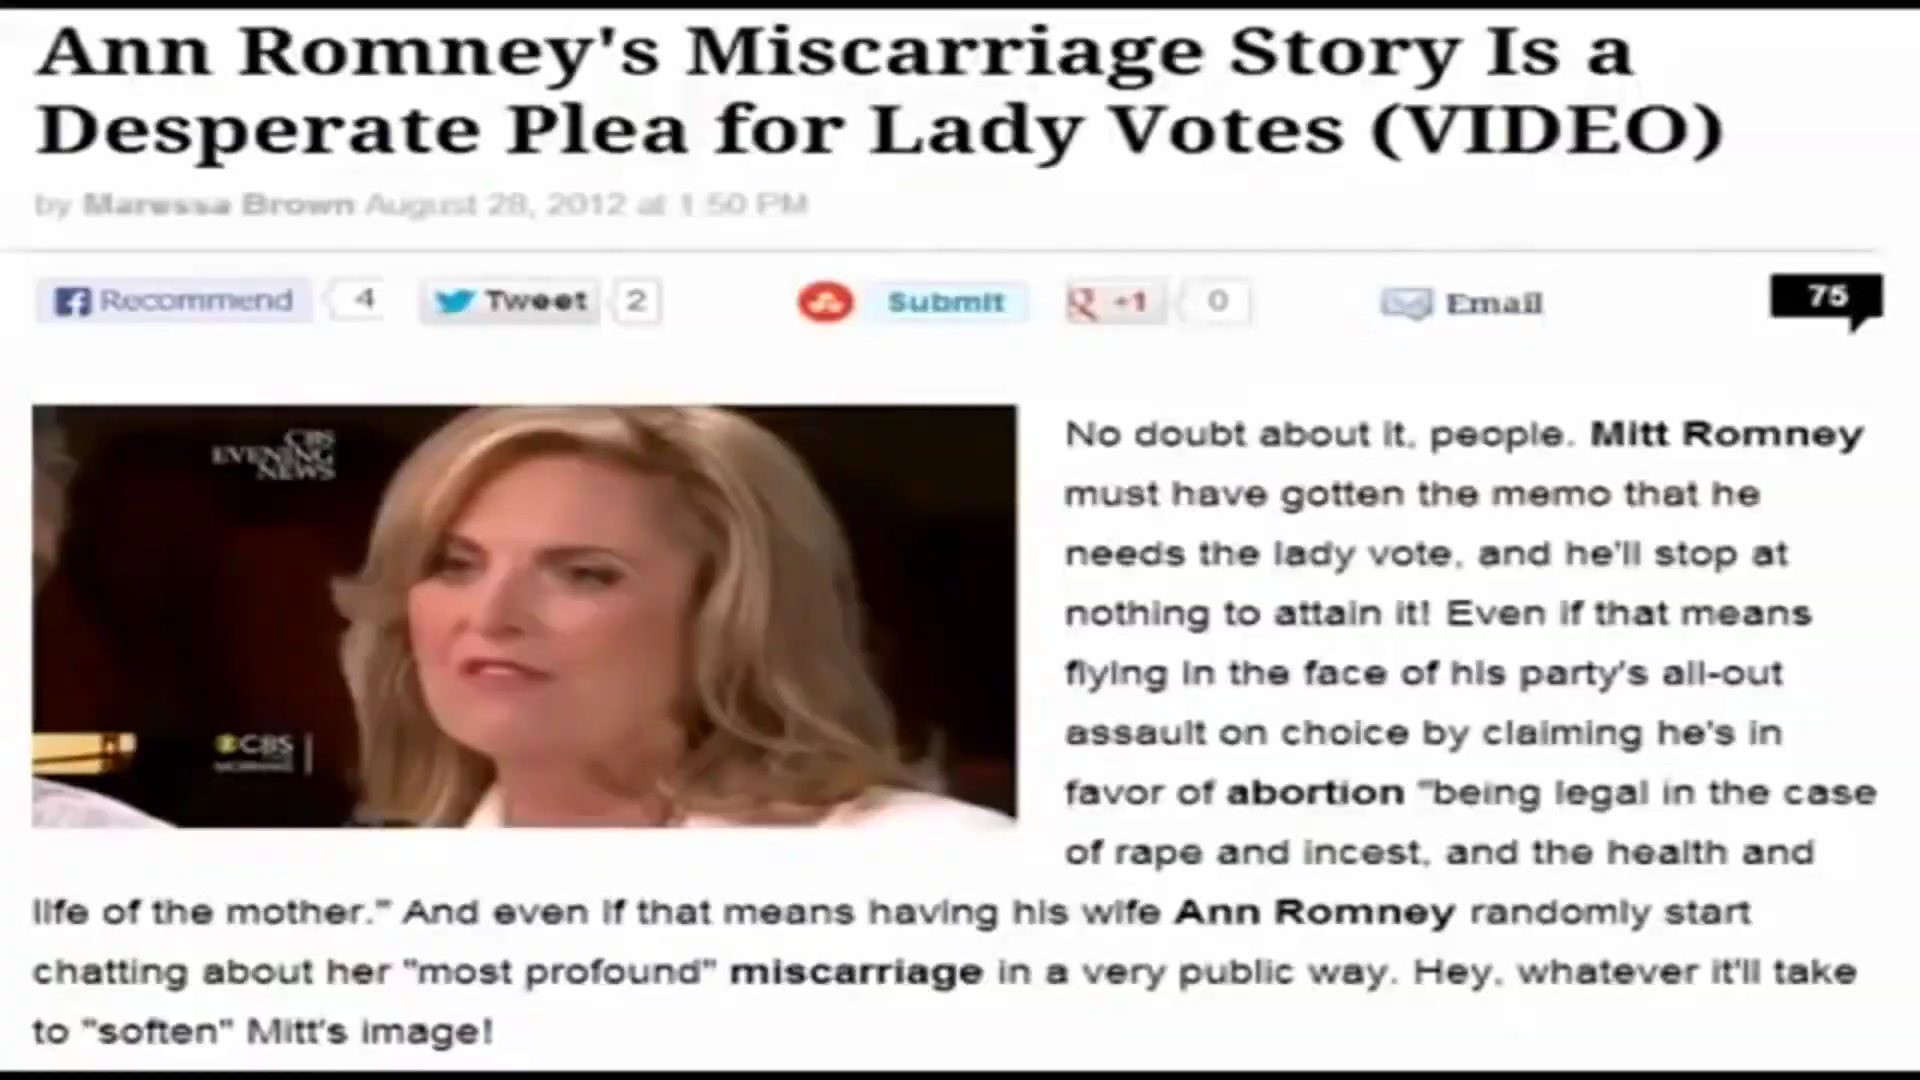 Ann Romney's Miscarriage Story Is a
Desperate Plea for Lady Votes (VIDEO)
by Maressa Brown August 28, 2012 at 1:50 PM
Recommend 4 Tweet 2 Submit +1 0 Email 75
CBS
EVENING
NEWS
CBS
No doubt about it, people. Mitt Romney
must have gotten the memo that he
needs the lady vote, and he'll stop at
nothing to attain it! Even if that means
flying in the face of his party's all-out
assault on choice by claiming he's in
favor of abortion "being legal in the case
of rape and incest, and the health and
life of the mother." And even if that means having his wife Ann Romney randomly start
chatting about her "most profound" miscarriage in a very public way. Hey, whatever it'll take
to "soften" Mitt's image!